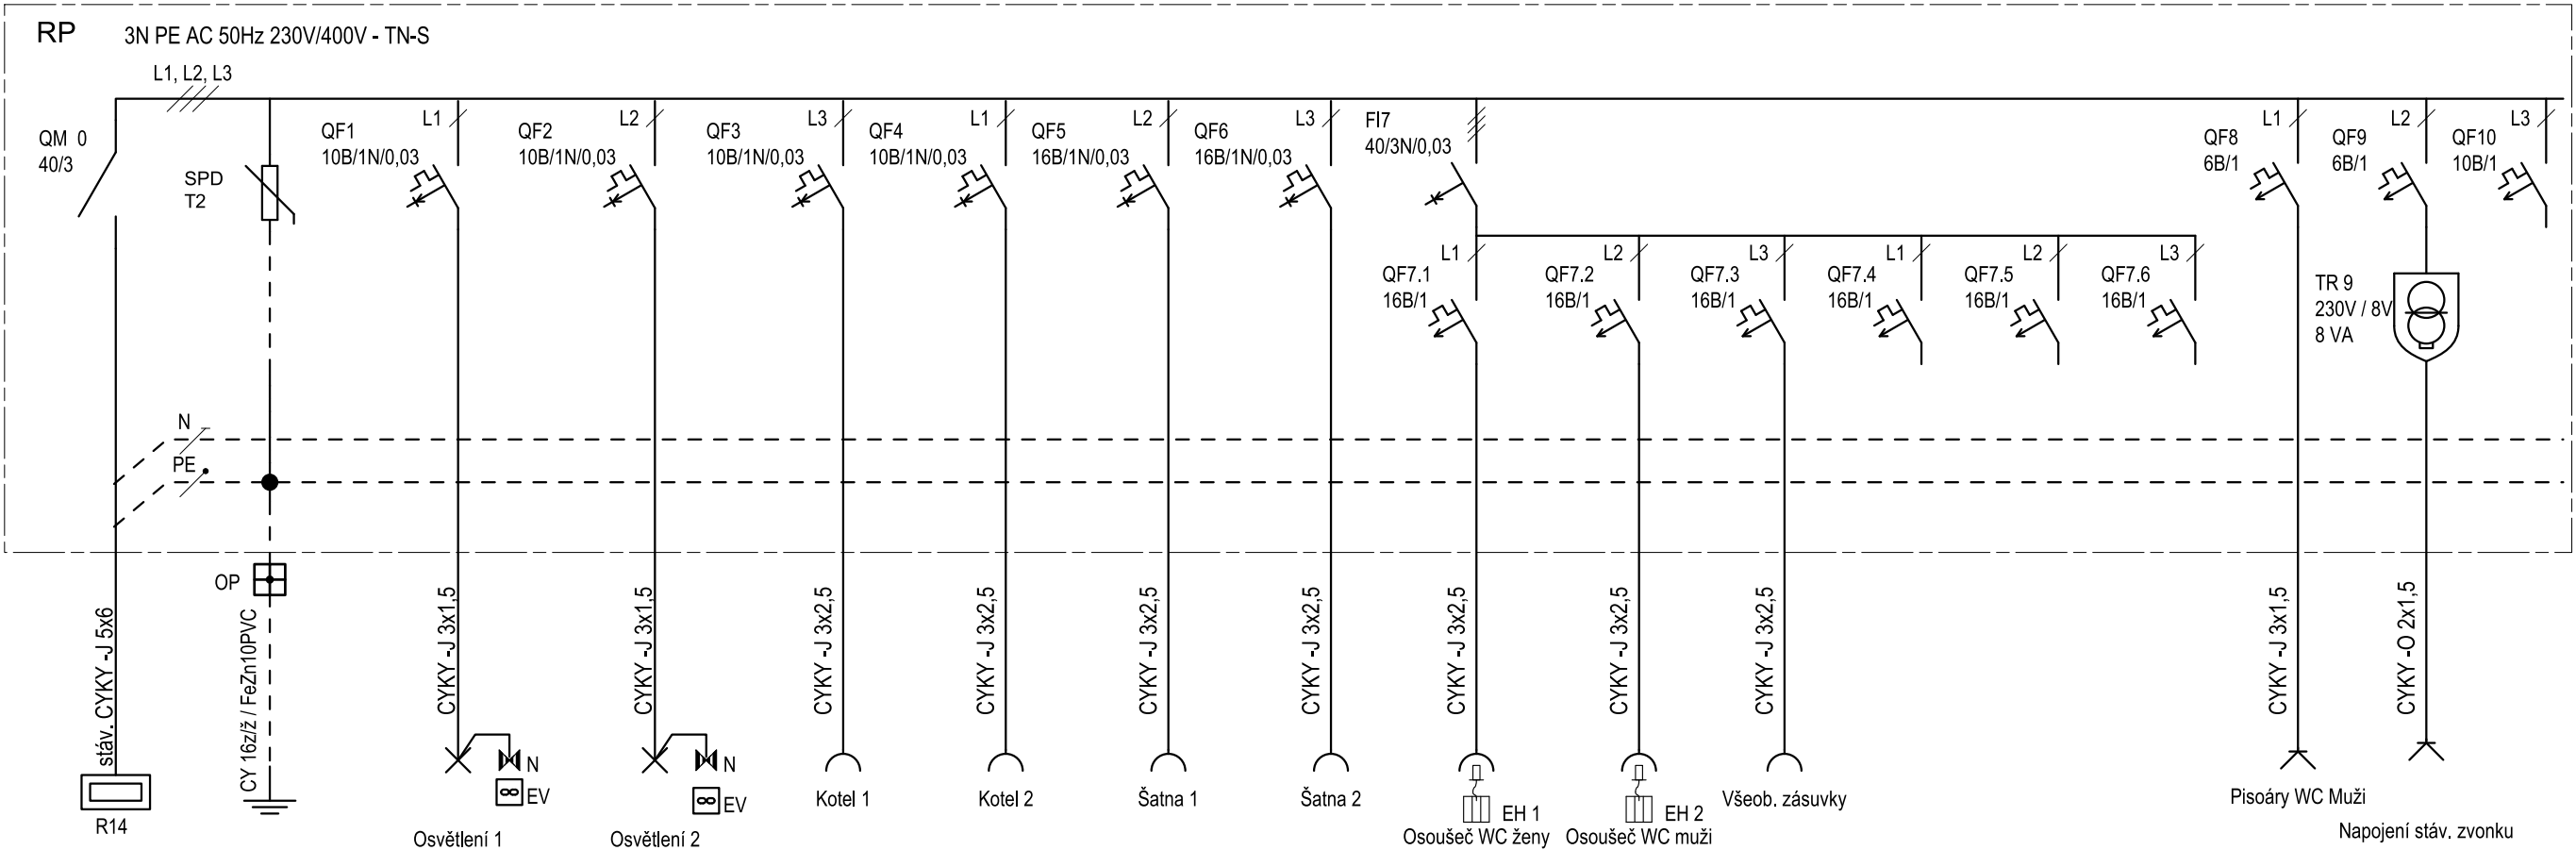 RP
3N PE AC 50Hz 230V/400V - TN-S
L1, L2, L3
QM 0
40/3
SPD
T2
L1
QF1
10B/1N/0,03
L2
QF2
10B/1N/0,03
L3
QF3
10B/1N/0,03
L1
QF4
10B/1N/0,03
L2
QF5
16B/1N/0,03
L3
QF6
16B/1N/0,03
FI7
40/3N/0,03
L1
QF7.1
16B/1
L2
QF7.2
16B/1
L3
QF7.3
16B/1
L1
QF7.4
16B/1
L2
QF7.5
16B/1
L3
QF7.6
16B/1
L1
QF8
6B/1
L2
QF9
6B/1
L3
QF10
10B/1
TR 9
230V / 8V
8 VA
N
PE
OP
stáv. CYKY -J 5x6
CY 16z/ž / FeZn10PVC
CYKY -J 3x1,5
CYKY -J 3x1,5
CYKY -J 3x2,5
CYKY -J 3x2,5
CYKY -J 3x2,5
CYKY -J 3x2,5
CYKY -J 3x2,5
CYKY -J 3x2,5
CYKY -J 3x2,5
CYKY -J 3x1,5
CYKY -O 2x1,5
R14
N
EV
Osvětlení 1
N
EV
Osvětlení 2
Kotel 1
Kotel 2
Šatna 1
Šatna 2
EH 1
Osoušeč WC ženy
EH 2
Osoušeč WC muži
Všeob. zásuvky
Pisoáry WC Muži
Napojení stáv. zvonku